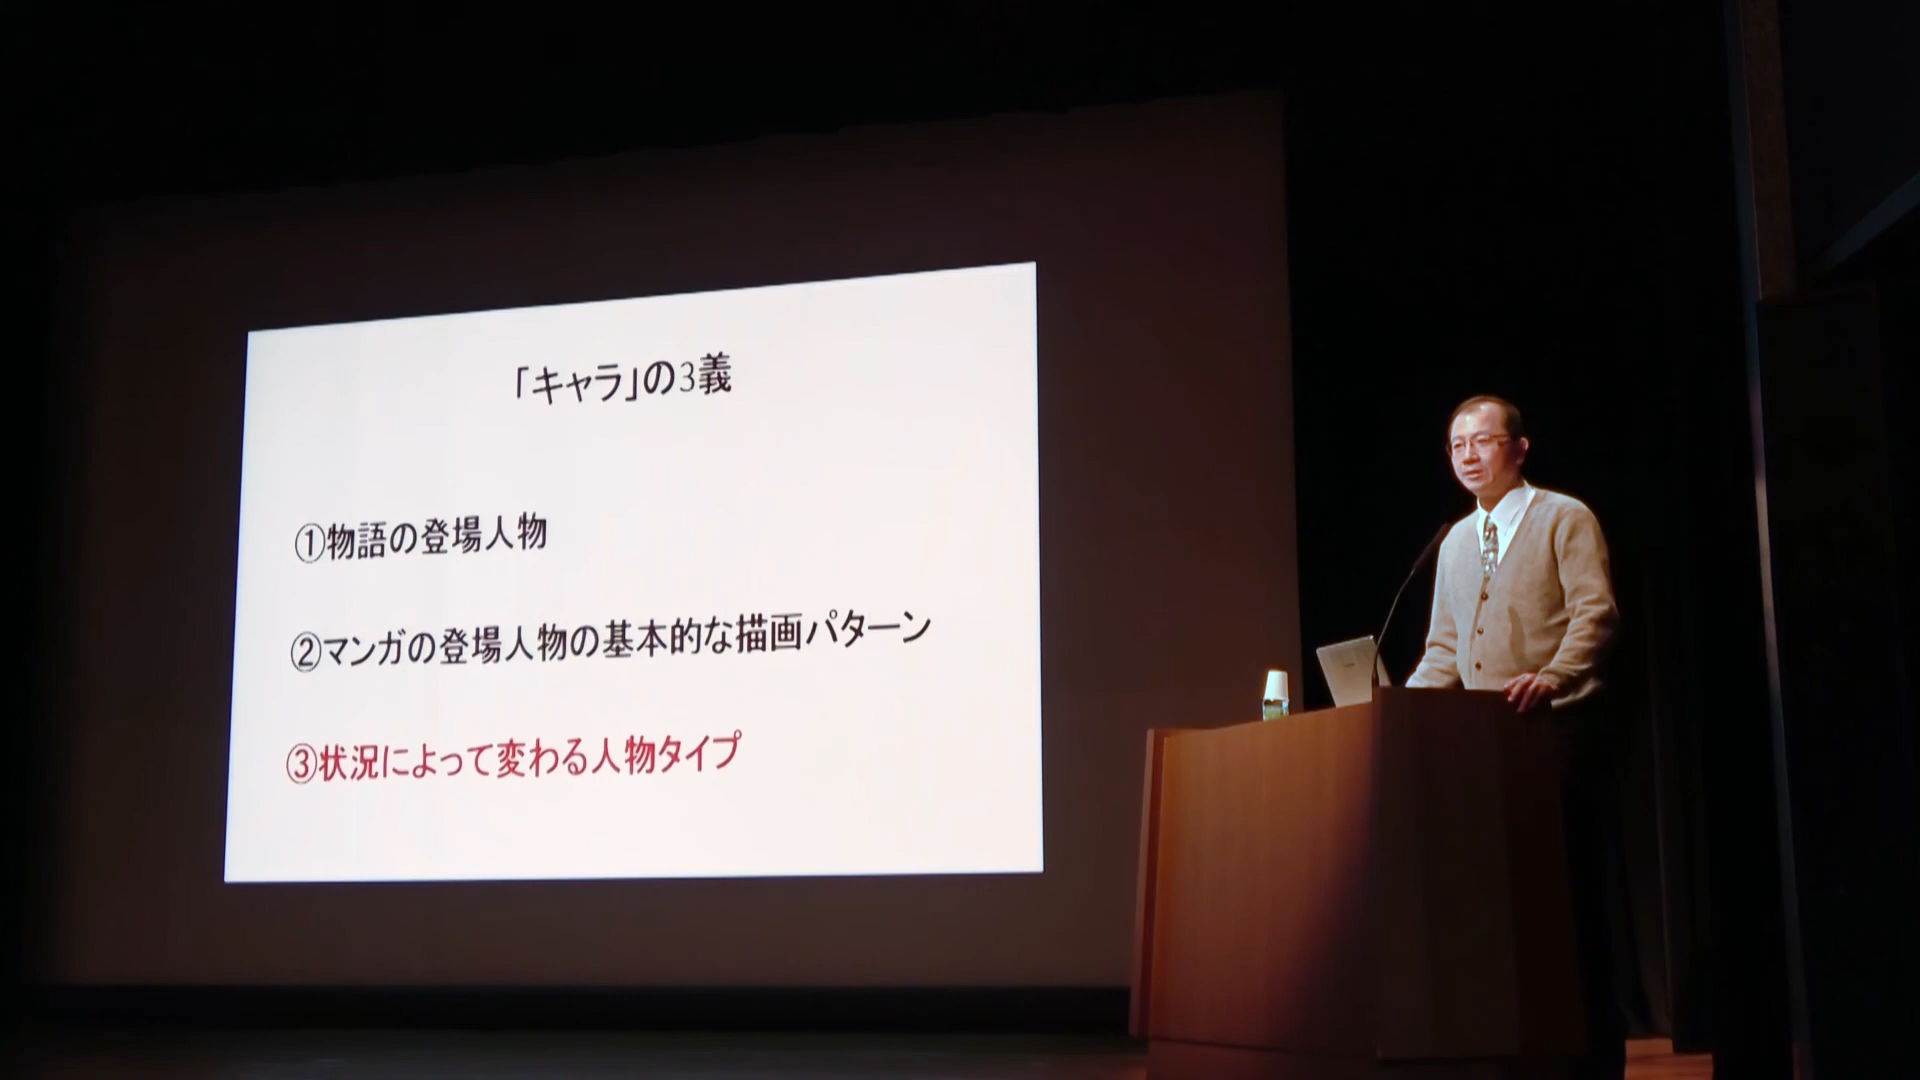 「キャラ」の3義
①物語の登場人物
②マンガの登場人物の基本的な描画パターン
③状況によって変わる人物タイプ